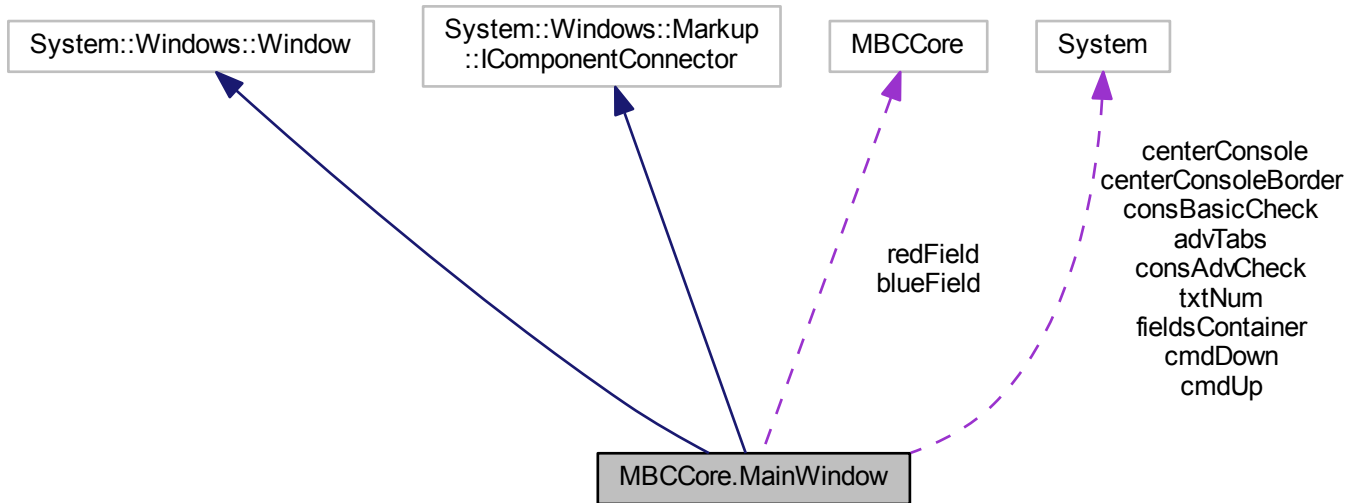 System::Windows::Window
System::Windows::Markup
::IComponentConnector
MBCCore
System
redField
blueField
centerConsole
centerConsoleBorder
consBasicCheck
advTabs
consAdvCheck
txtNum
fieldsContainer
cmdDown
cmdUp
MBCCore.MainWindow